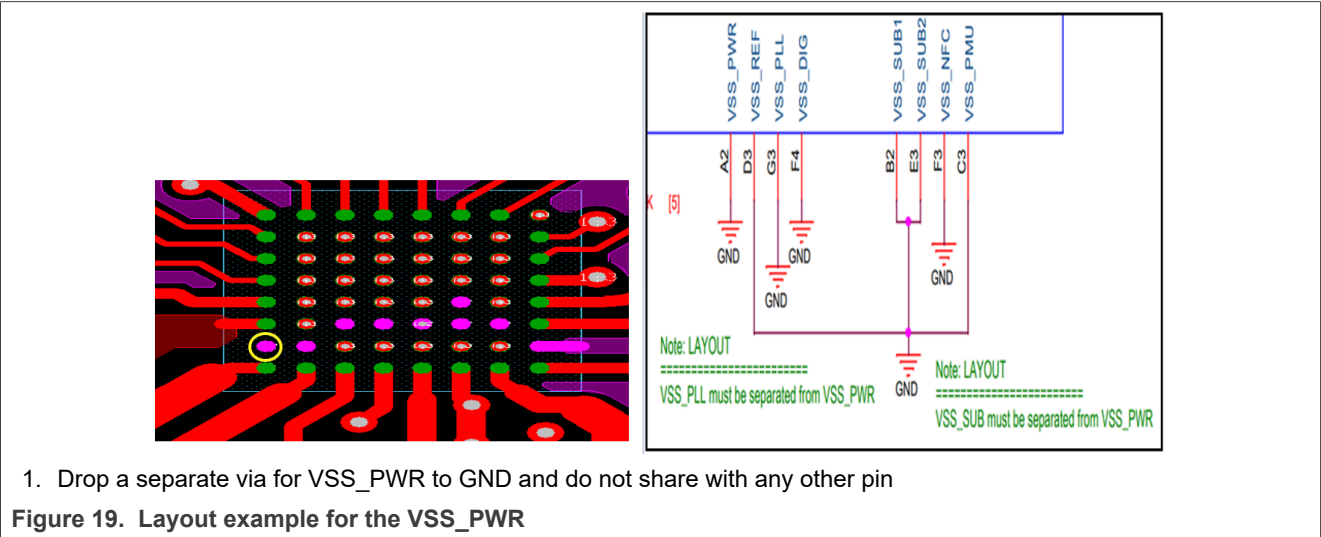 VSS_PWR
VSS_REF
VSS_PLL
VSS_DIG
VSS_SUB1
VSS_SUB2
VSS_NFC
VSS_PMU
A2
D3
G3
F4
B2
E3
F3
C3
K [5]
GND
GND
GND
GND
GND
Note: LAYOUT
========================
VSS_PLL must be separated from VSS_PWR
Note: LAYOUT
========================
VSS_SUB must be separated from VSS_PWR
1. Drop a separate via for VSS_PWR to GND and do not share with any other pin
Figure 19. Layout example for the VSS_PWR